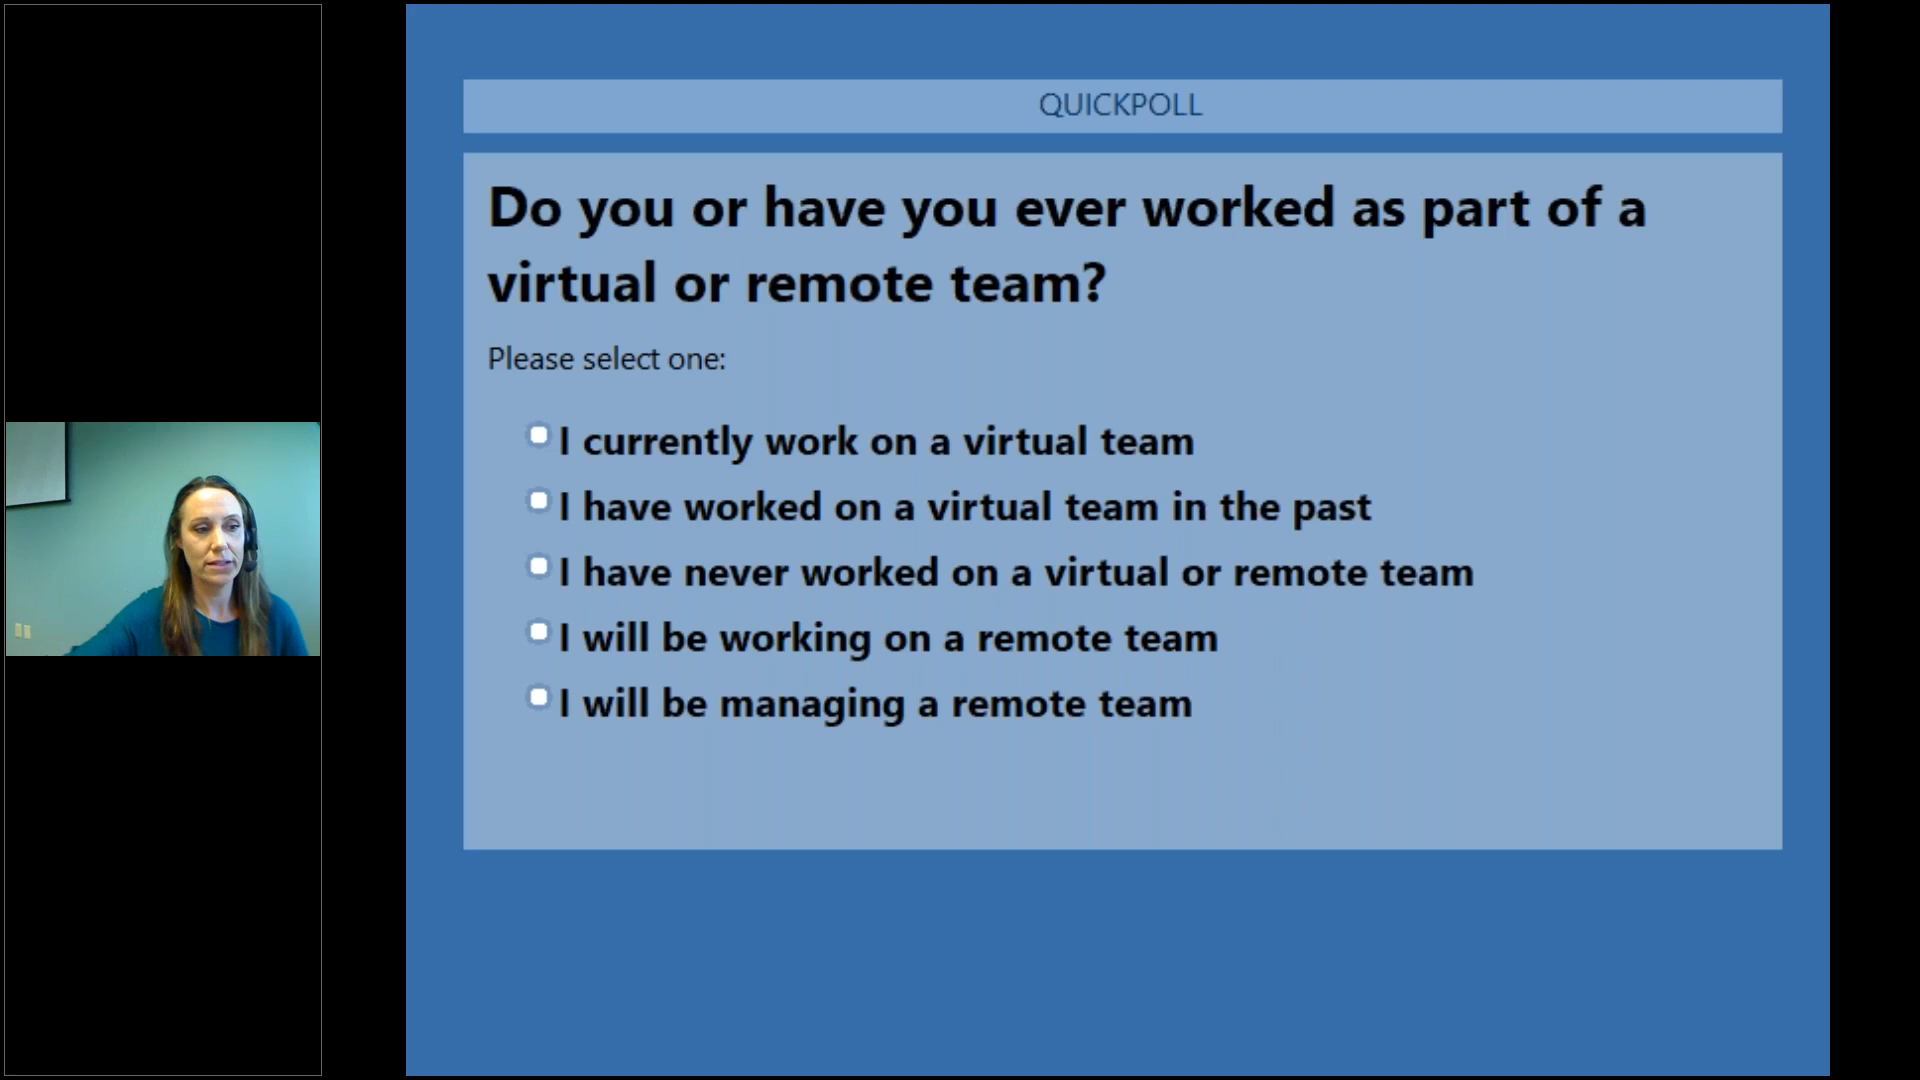 QUICKPOLL
Do you or have you ever worked as part of a
virtual or remote team?
Please select one:
I currently work on a virtual team
I have worked on a virtual team in the past
I have never worked on a virtual or remote team
I will be working on a remote team
I will be managing a remote team